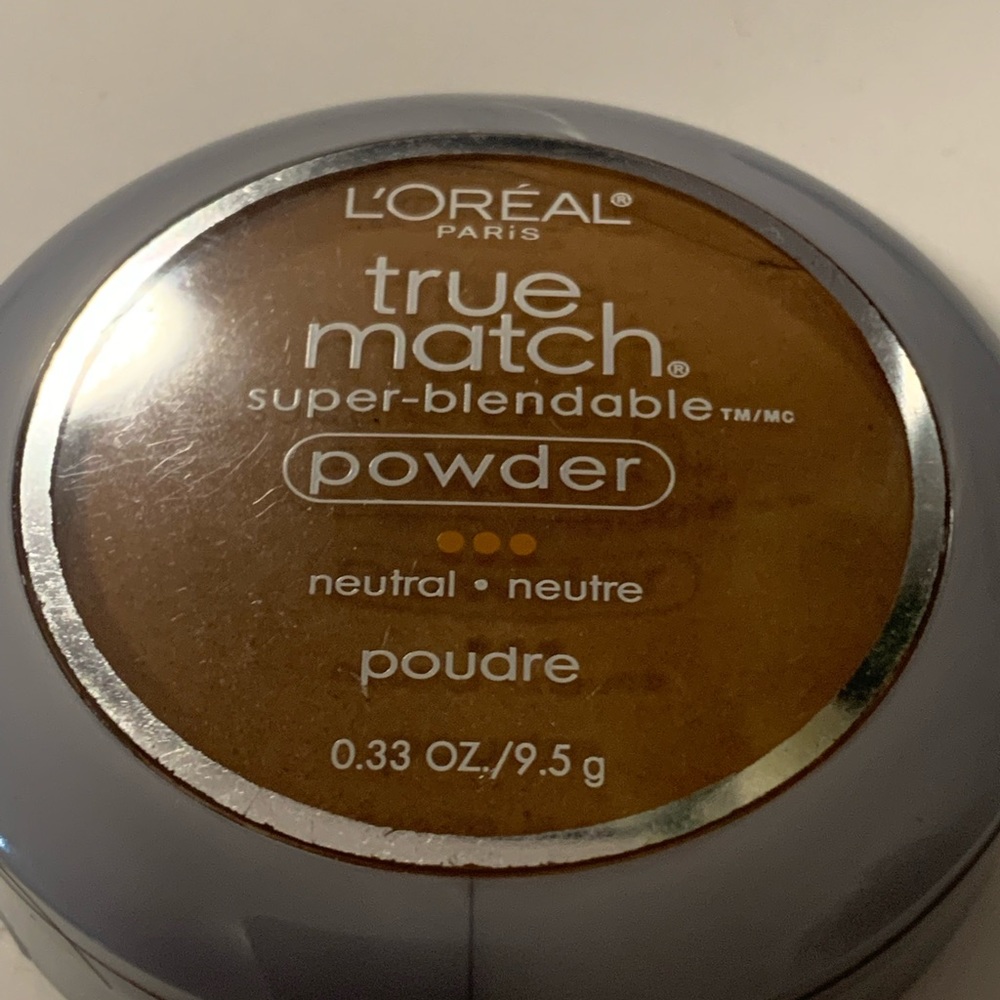 L'ORÉAL®
PARiS
true
match®
super-blendable™/MC
powder
neutral • neutre
poudre
0.33 OZ./9.5 g